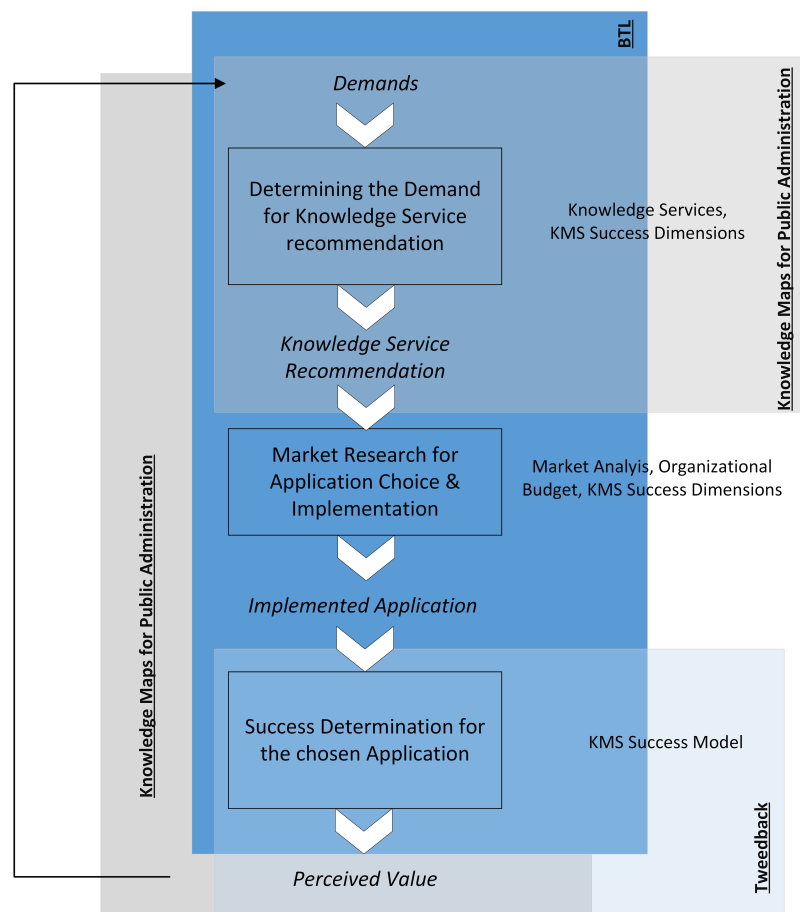 BTL
Demands
Determining the Demand
for Knowledge Service
recommendation
Knowledge Services,
KMS Success Dimensions
Knowledge Maps for Public Administration
Knowledge Service
Recommendation
Market Research for
Application Choice &
Implementation
Market Analyis, Organizational
Budget, KMS Success Dimensions
Knowledge Maps for Public Administration
Implemented Application
Success Determination for
the chosen Application
KMS Success Model
Tweedback
Perceived Value